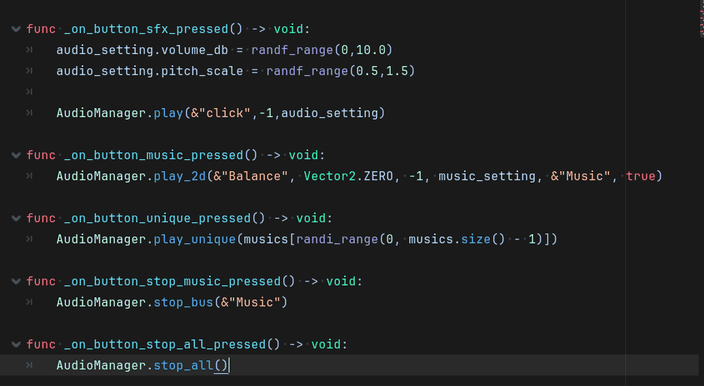 func _on_button_sfx_pressed() -> void:
audio_setting.volume_db = randf_range(0,10.0)
audio_setting.pitch_scale = randf_range(0.5,1.5)
AudioManager.play(&"click",-1,audio_setting)
func _on_button_music_pressed() -> void:
AudioManager.play_2d(&"Balance", Vector2.ZERO, -1, music_setting, &"Music", true)
func _on_button_unique_pressed() -> void:
AudioManager.play_unique(musics[randi_range(0, musics.size() - 1)])
func _on_button_stop_music_pressed() -> void:
AudioManager.stop_bus(&"Music")
func _on_button_stop_all_pressed() -> void:
AudioManager.stop_all()